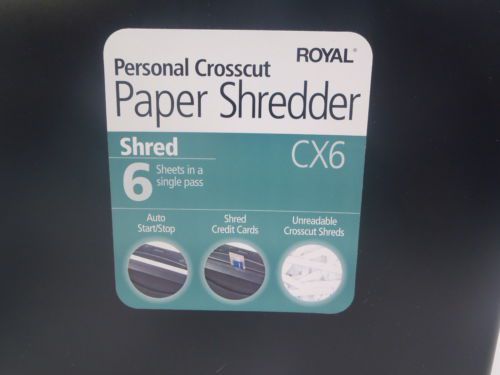 ROYAL®
Personal Crosscut
Paper Shredder
Shred
6
Sheets in a
single pass
CX6
Auto
Start/Stop
Shred
Credit Cards
Unreadable
Crosscut Shreds